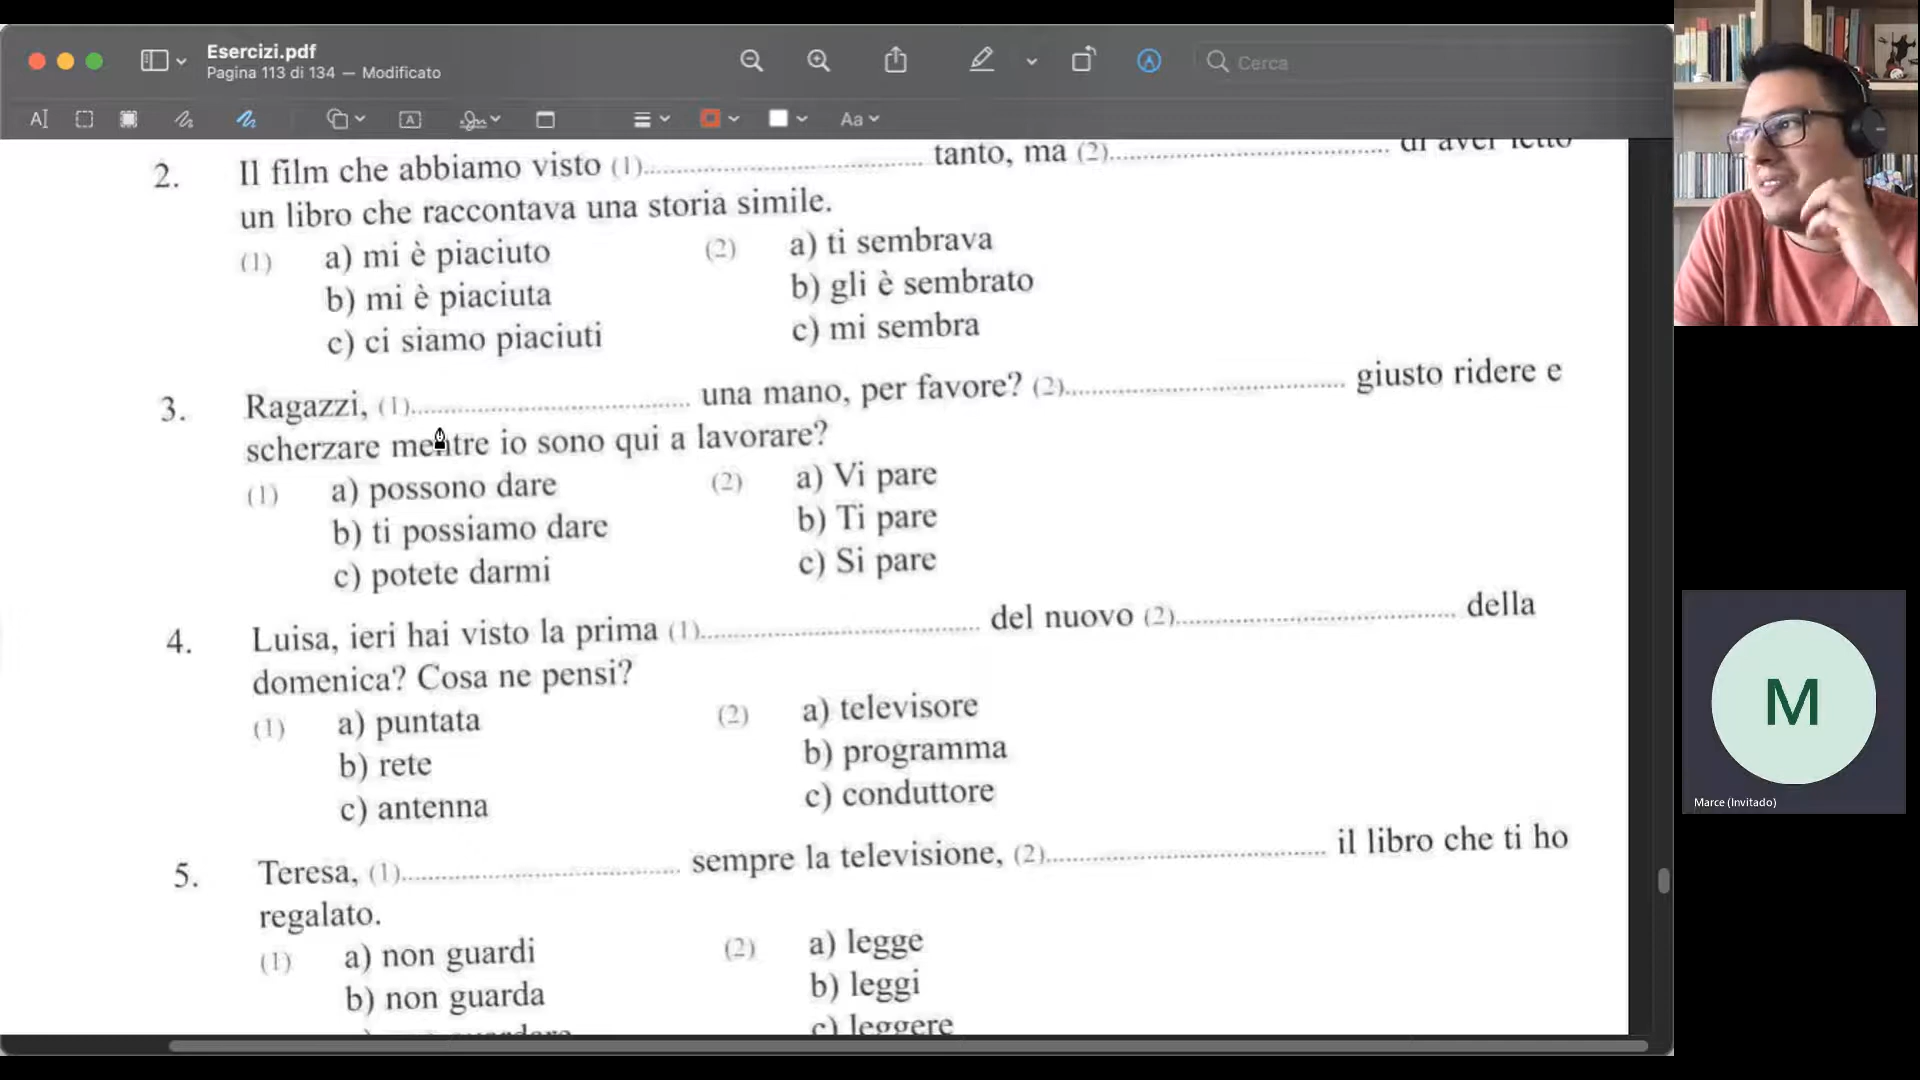 Esercizi.pdf
Pagina 113 di 134 — Modificato
Cerca
2. Il film che abbiamo visto (1)........................ tanto, ma (2)........................ di aver letto
un libro che raccontava una storia simile.
(1) a) mi è piaciuto (2) a) ti sembrava
b) mi è piaciuta b) gli è sembrato
c) ci siamo piaciuti c) mi sembra
3. Ragazzi, (1)........................ una mano, per favore? (2)........................ giusto ridere e
scherzare mentre io sono qui a lavorare?
(1) a) possono dare (2) a) Vi pare
b) ti possiamo dare b) Ti pare
c) potete darmi c) Si pare
4. Luisa, ieri hai visto la prima (1)........................ del nuovo (2)........................ della
domenica? Cosa ne pensi?
(1) a) puntata (2) a) televisore
b) rete b) programma
c) antenna c) conduttore
5. Teresa, (1)........................ sempre la televisione, (2)........................ il libro che ti ho
regalato.
(1) a) non guardi (2) a) legge
b) non guarda b) leggi
c) leggere
M
Marce (Invitado)